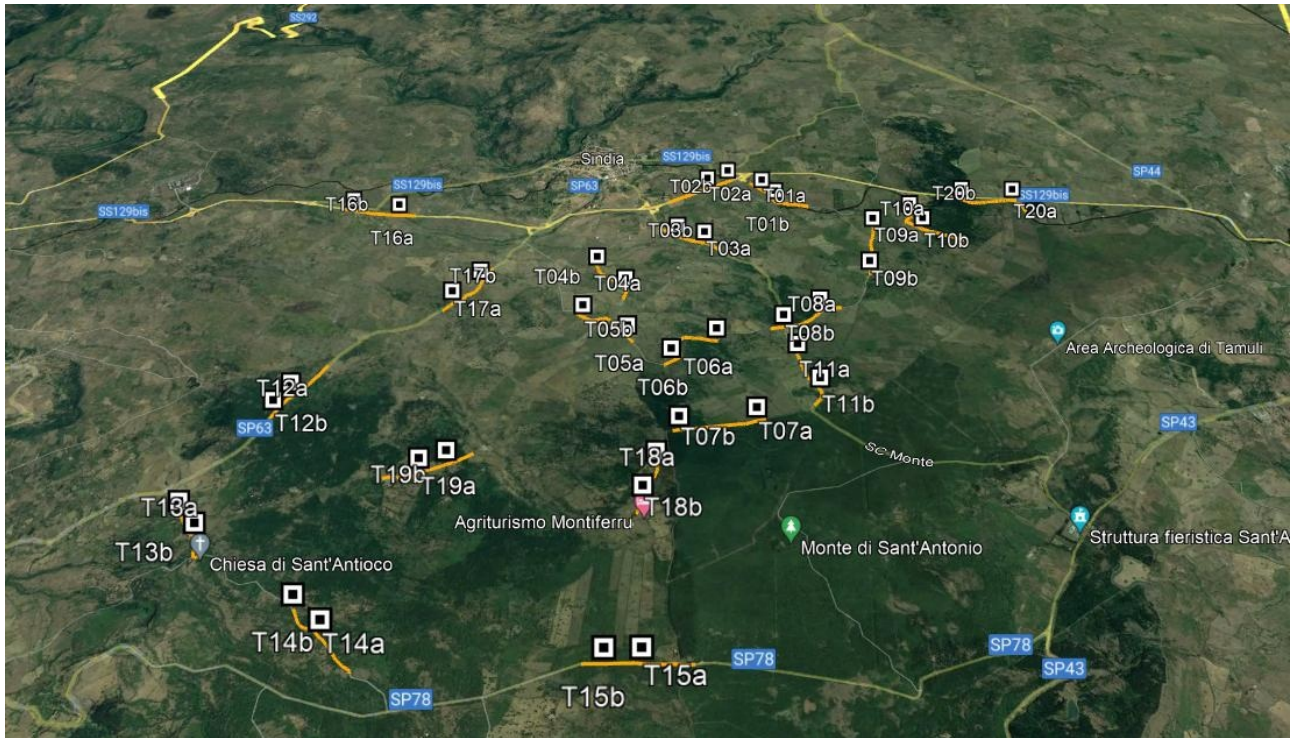 SS292
Sindia
SS129bis
SP44
SP63
SS129bis
T02b
T02a
T01a
T01b
T16b
T16a
SS129bis
T20b
SS129bis
T20a
T10a
T09a
T10b
T09b
T03b
T03a
T17b
T17a
T04b
T04a
T05b
T05a
T08a
T08b
T06a
T06b
T11a
T11b
Area Archeologica di Tamuli
T12a
T12b
SP63
T07b
T07a
SP43
SC Monte
T19b
T19a
T18a
T18b
Agriturismo Montiferru
T13a
T13b
Chiesa di Sant'Antioco
Monte di Sant'Antonio
Struttura fieristica Sant'A
T14b
T14a
T15b
T15a
SP78
SP78
SP78
SP43